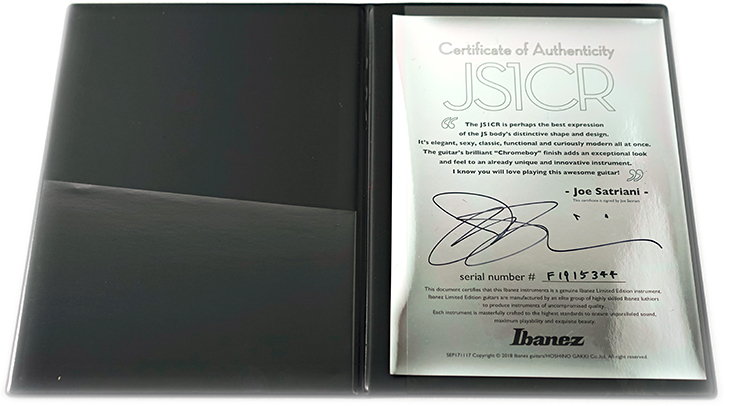 Certificate of Authenticity
JS1CR
“ The JS1CR is perhaps the best expression
of the JS body's distinctive shape and design.
It's elegant, sexy, classic, functional and curiously modern all at once.
The guitar's brilliant “Chromeboy” finish adds an exceptional look
and feel to an already unique and innovative instrument.
I know you will love playing this awesome guitar! ”
- Joe Satriani -
This certificate is signed by Joe Satriani
serial number # F1915344
This document certifies that this Ibanez instruments is a genuine Ibanez Limited Edition instrument.
Ibanez Limited Edition guitars are manufactured by an elite group of highly skilled Ibanez luthiers
to produce instruments of uncompromised quality.
Each instrument is masterfully crafted to the highest standards to ensure unparalleled sound,
maximum playability and exquisite beauty.
Ibanez
SEP171117 Copyright © 2018 Ibanez guitars/HOSHINO GAKKI Co.,Ltd. All right reserved.